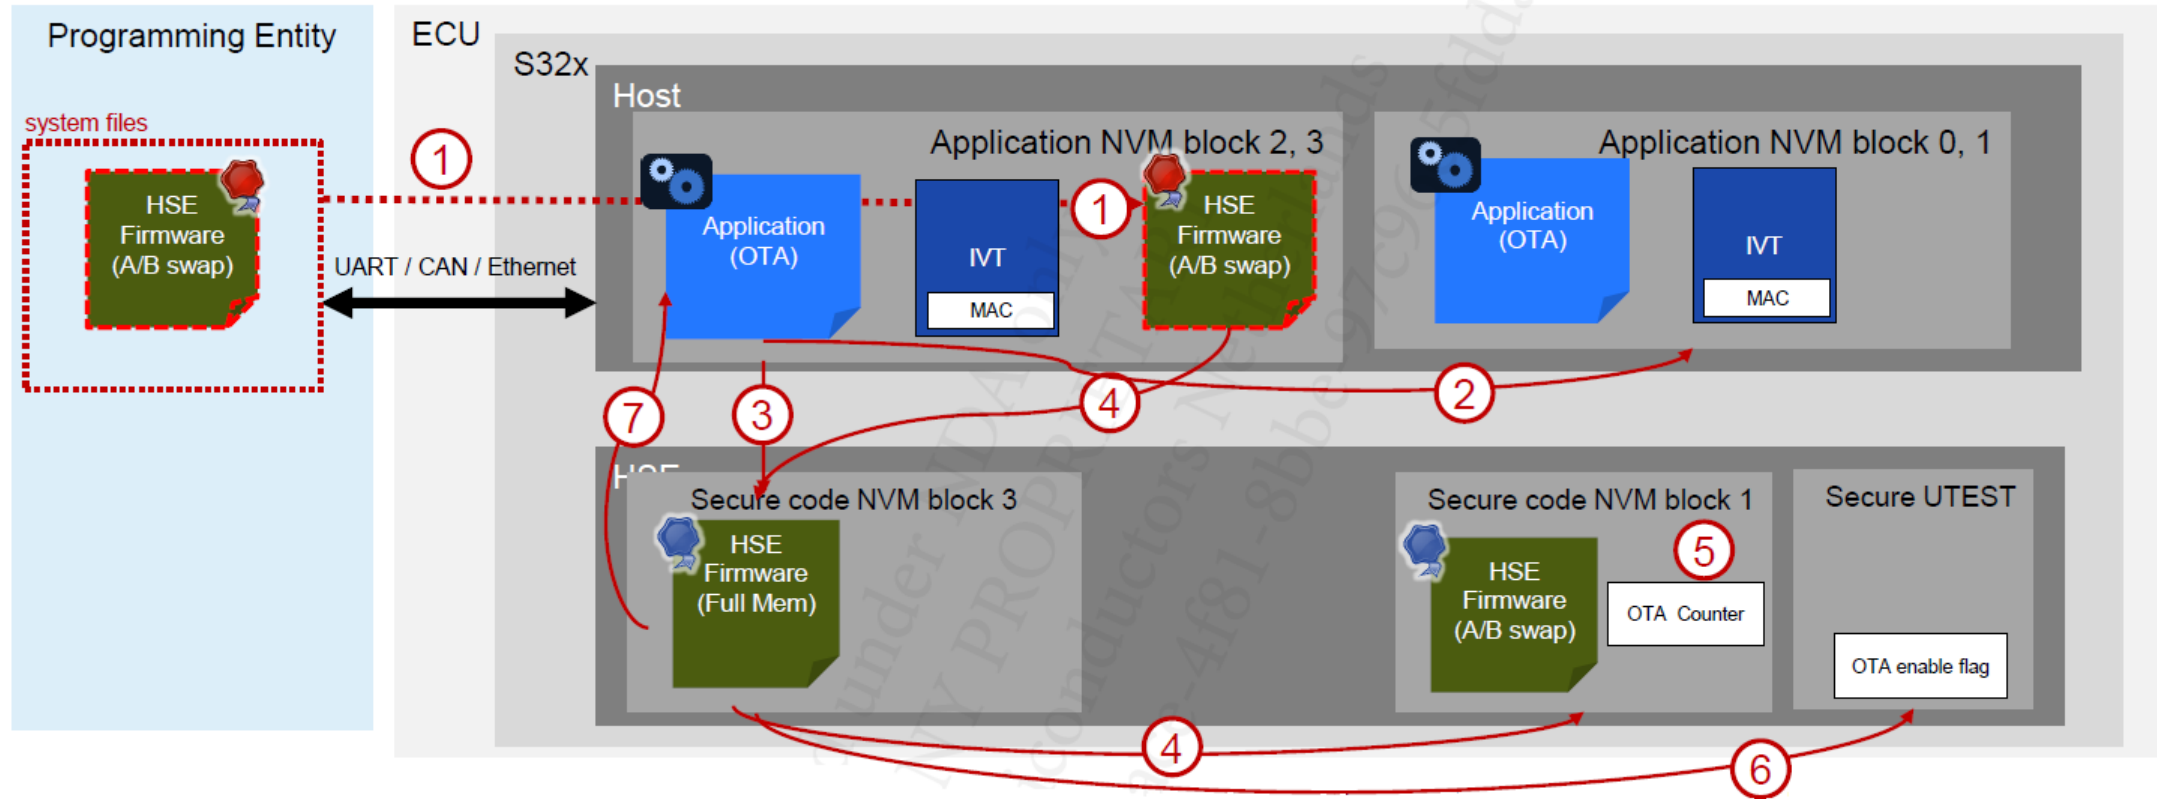 Programming Entity
system files
HSE
Firmware
(A/B swap)
1
UART / CAN / Ethernet
ECU
S32x
Host
Application NVM block 2, 3
Application
(OTA)
IVT
MAC
1
HSE
Firmware
(A/B swap)
Application NVM block 0, 1
Application
(OTA)
IVT
MAC
7
3
4
2
HSE
Secure code NVM block 3
HSE
Firmware
(Full Mem)
Secure code NVM block 1
HSE
Firmware
(A/B swap)
5
OTA Counter
Secure UTEST
OTA enable flag
4
6